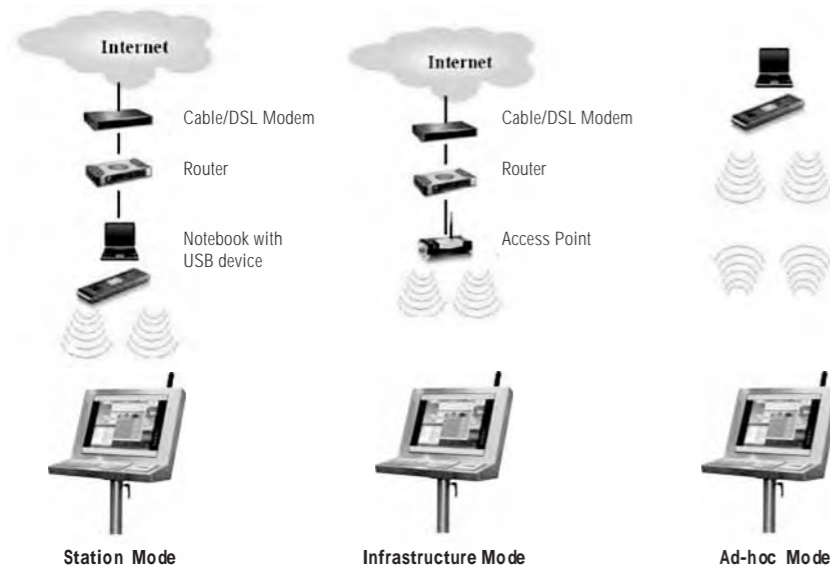 Internet
Cable/DSL Modem
Router
Notebook with
USB device
Station Mode
Internet
Cable/DSL Modem
Router
Access Point
Infrastructure Mode
Ad-hoc Mode